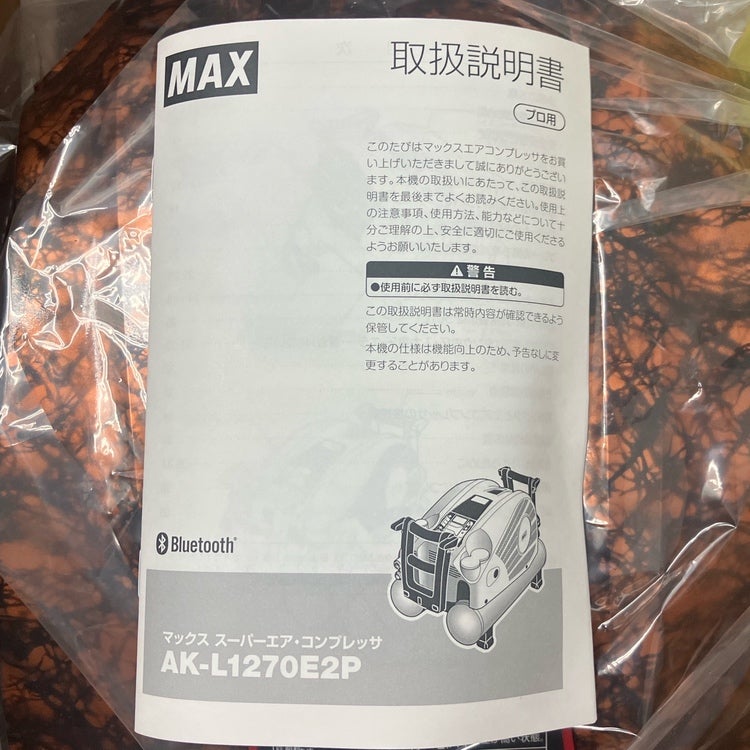 MAX
取扱説明書
プロ用
このたびはマックスエアコンプレッサをお買
い上げいただきまして誠にありがとうござい
ます。本機の取扱いにあたって、この取扱説
明書を最後までよくお読みください。使用上
の注意事項、使用方法、能力などについて十
分ご理解の上、安全に適切にご使用くださる
ようお願いいたします。
⚠警告
●使用前に必ず取扱説明書を読む。
この取扱説明書は常時内容が確認できるよう
保管してください。
本機の仕様は機能向上のため、予告なしに変
更することがあります。
Bluetooth®
マックス スーパーエア・コンプレッサ
AK-L1270E2P